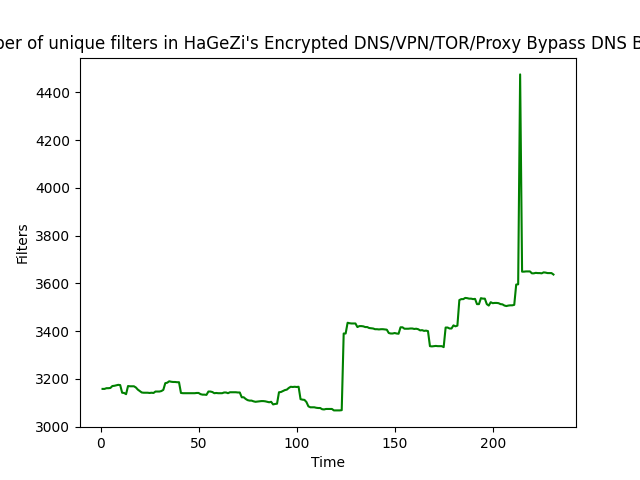 ber of unique filters in HaGeZi's Encrypted DNS/VPN/TOR/Proxy Bypass DNS B
4400
4200
4000
3800
3600
3400
3200
3000
Filters
0 50 100 150 200
Time